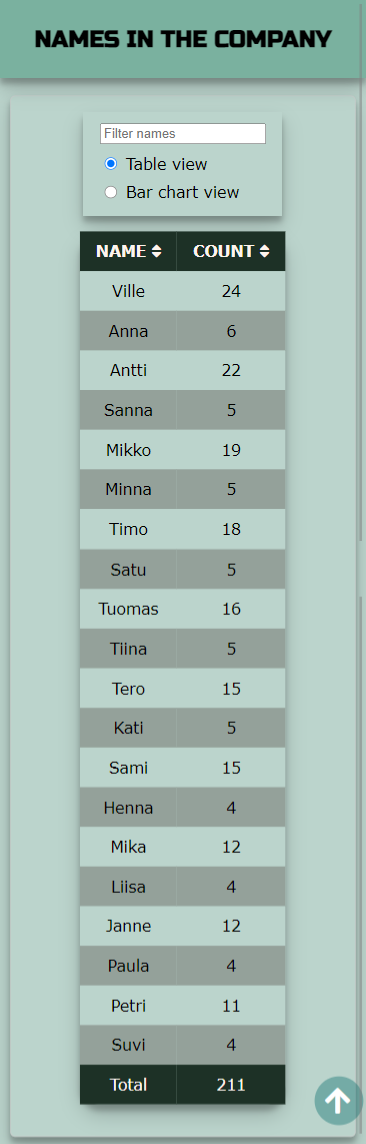 NAMES IN THE COMPANY
Filter names
Table view
Bar chart view
NAME COUNT
Ville 24
Anna 6
Antti 22
Sanna 5
Mikko 19
Minna 5
Timo 18
Satu 5
Tuomas 16
Tiina 5
Tero 15
Kati 5
Sami 15
Henna 4
Mika 12
Liisa 4
Janne 12
Paula 4
Petri 11
Suvi 4
Total 211